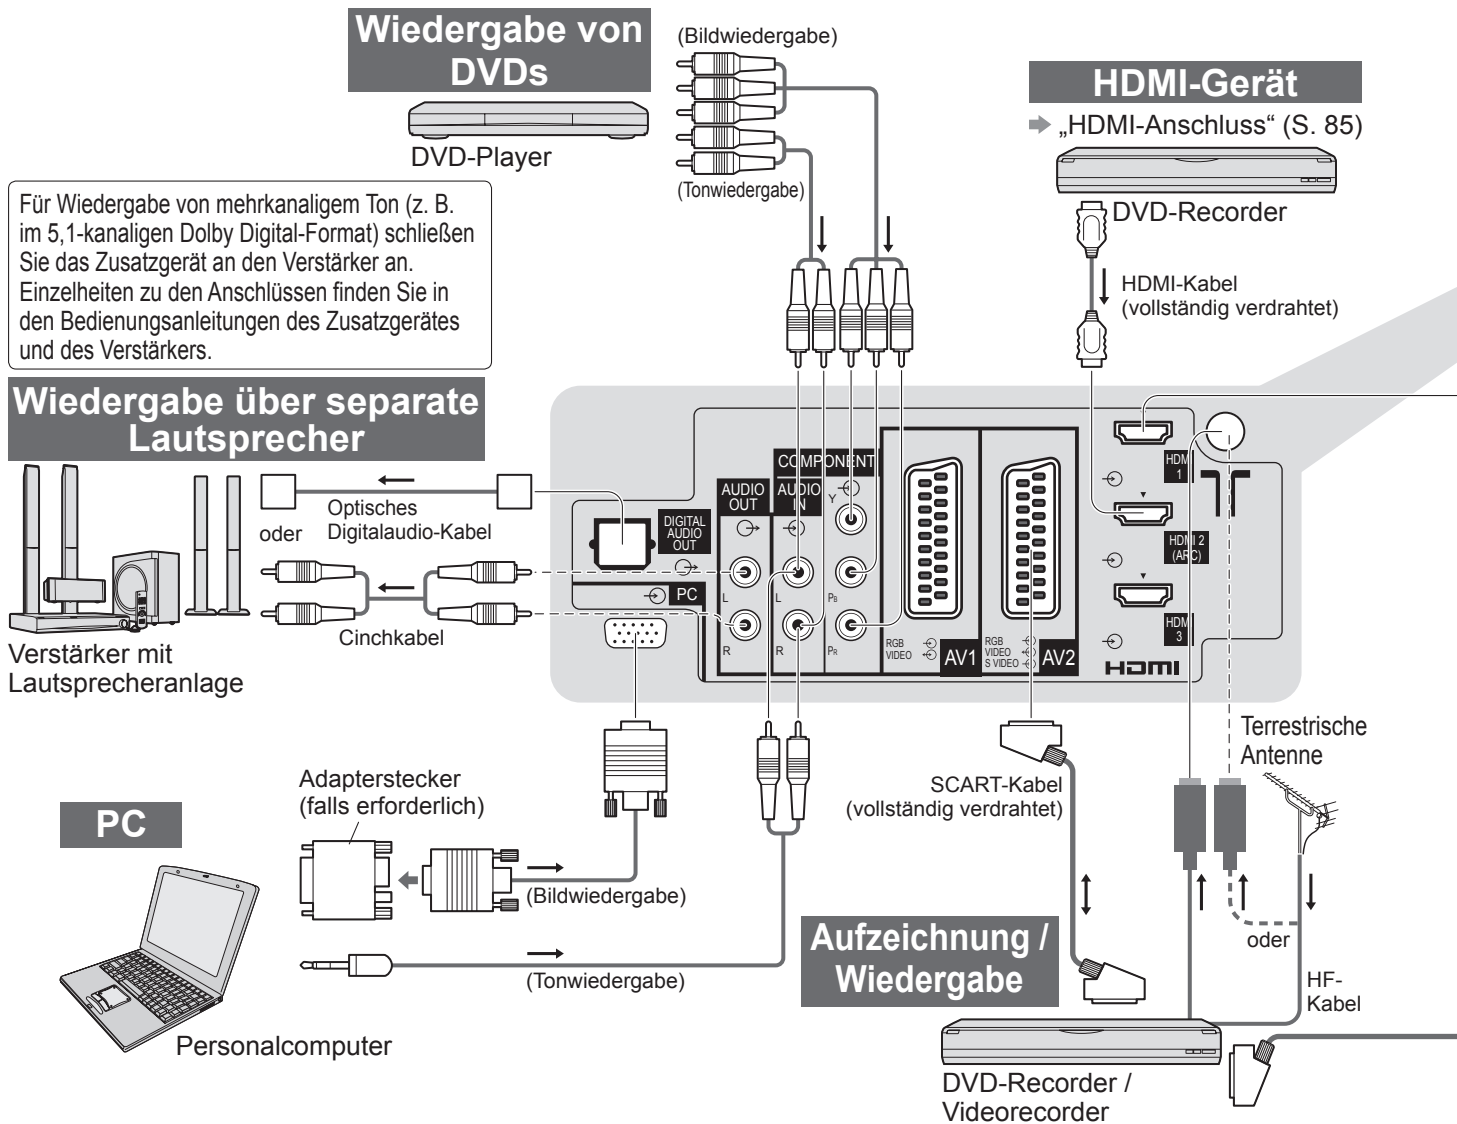 Wiedergabe von
DVDs
DVD-Player
(Bildwiedergabe)
(Tonwiedergabe)
HDMI-Gerät
„HDMI-Anschluss“ (S. 85)
DVD-Recorder
HDMI-Kabel
(vollständig verdrahtet)
Für Wiedergabe von mehrkanaligem Ton (z. B.
im 5,1-kanaligen Dolby Digital-Format) schließen
Sie das Zusatzgerät an den Verstärker an.
Einzelheiten zu den Anschlüssen finden Sie in
den Bedienungsanleitungen des Zusatzgerätes
und des Verstärkers.
Wiedergabe über separate
Lautsprecher
oder
Optisches
Digitalaudio-Kabel
Cinchkabel
Verstärker mit
Lautsprecheranlage
DIGITAL
AUDIO
OUT
PC
AUDIO
OUT
L
R
COMPONENT
AUDIO
IN
L
R
Y
PB
PR
RGB
VIDEO
AV1
RGB
VIDEO
S VIDEO
AV2
HDMI
1
HDMI 2
(ARC)
HDMI
3
HDMI
PC
Personalcomputer
Adapterstecker
(falls erforderlich)
(Bildwiedergabe)
(Tonwiedergabe)
SCART-Kabel
(vollständig verdrahtet)
Terrestrische
Antenne
oder
HF-
Kabel
Aufzeichnung /
Wiedergabe
DVD-Recorder /
Videorecorder